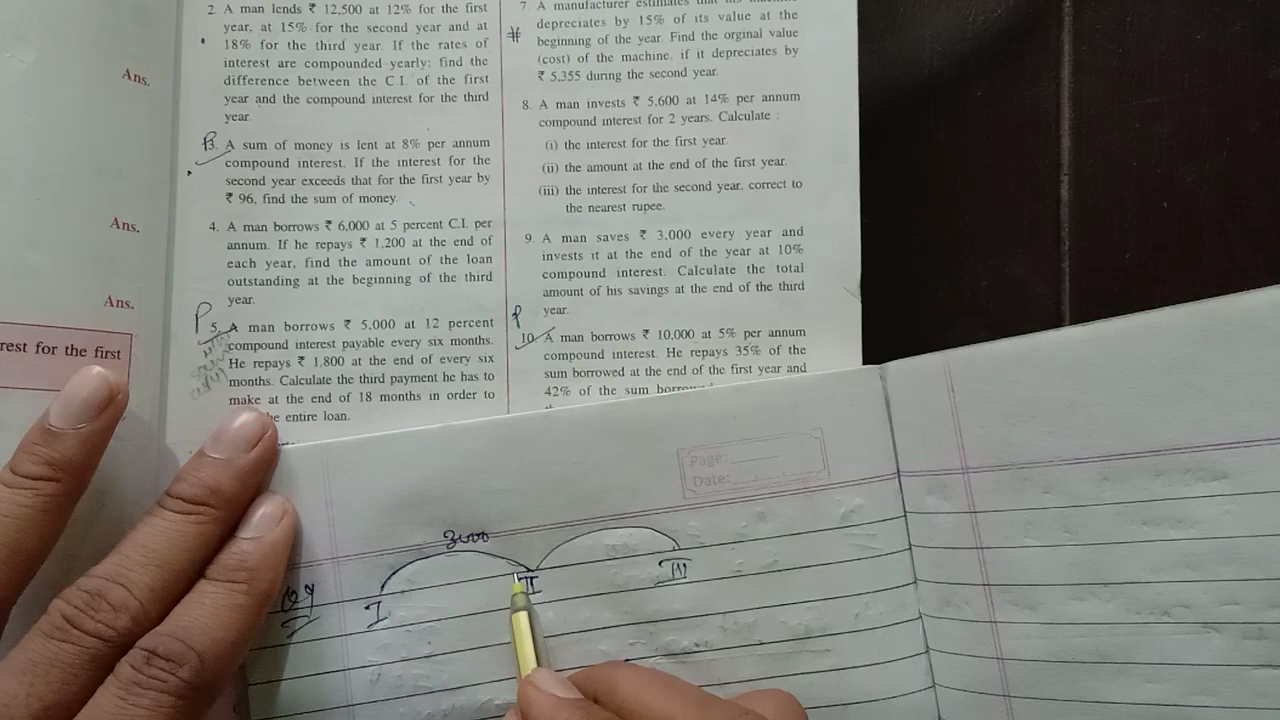 Ans.
Ans.
Ans.
rest for the first
2. A man lends ₹ 12,500 at 12% for the first
year, at 15% for the second year and at
18% for the third year. If the rates of
interest are compounded yearly; find the
difference between the C.I. of the first
year and the compound interest for the third
year.
3. A sum of money is lent at 8% per annum
compound interest. If the interest for the
second year exceeds that for the first year by
₹ 96, find the sum of money.
4. A man borrows ₹ 6,000 at 5 percent C.I. per
annum. If he repays ₹ 1,200 at the end of
each year, find the amount of the loan
outstanding at the beginning of the third
year.
P
5. A man borrows ₹ 5,000 at 12 percent
compound interest payable every six months.
He repays ₹ 1,800 at the end of every six
months. Calculate the third payment he has to
make at the end of 18 months in order to
he entire loan.
7. A manufacturer estimates that his machine
depreciates by 15% of its value at the
#
beginning of the year. Find the orginal value
(cost) of the machine, if it depreciates by
₹ 5,355 during the second year.
8. A man invests ₹ 5,600 at 14% per annum
compound interest for 2 years. Calculate :
(i) the interest for the first year.
(ii) the amount at the end of the first year.
(iii) the interest for the second year, correct to
the nearest rupee.
9. A man saves ₹ 3,000 every year and
invests it at the end of the year at 10%
compound interest. Calculate the total
amount of his savings at the end of the third
year.
P
10. A man borrows ₹ 10,000 at 5% per annum
compound interest. He repays 35% of the
sum borrowed at the end of the first year and
42% of the sum borrowed
Page:
Date:
3000
Q9
I
II
III